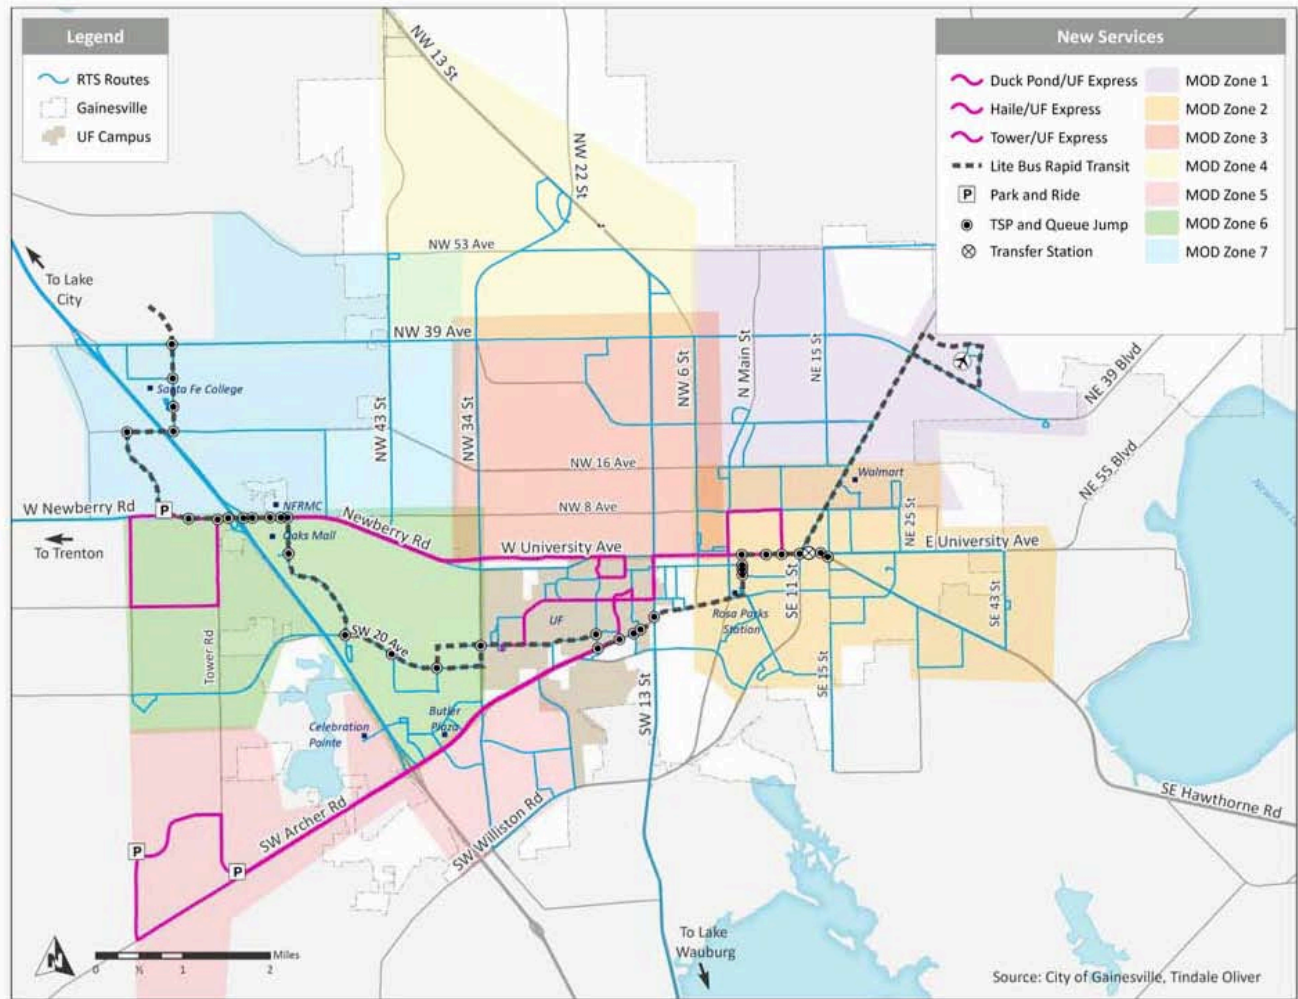 Legend
RTS Routes
Gainesville
UF Campus
New Services
Duck Pond/UF Express
Haile/UF Express
Tower/UF Express
Lite Bus Rapid Transit
Park and Ride
TSP and Queue Jump
Transfer Station
MOD Zone 1
MOD Zone 2
MOD Zone 3
MOD Zone 4
MOD Zone 5
MOD Zone 6
MOD Zone 7
P
NW 13 St
NW 22 St
NW 53 Ave
To Lake
City
NW 39 Ave
N Main St
NE 15 St
NW 6 St
NE 39 Blvd
Santa Fe College
NW 43 St
NW 34 St
NE 55 Blvd
NW 16 Ave
Walmart
W Newberry Rd
P
NFRMC
Newberry Rd
NW 8 Ave
NE 25 St
Oaks Mall
To Trenton
W University Ave
E University Ave
SE 11 St
SE 43 St
UF
Rosa Parks
Station
SW 20 Ave
Tower Rd
SE 15 St
SW 13 St
Butler
Plaza
Celebration
Pointe
SW Archer Rd
SW Williston Rd
SE Hawthorne Rd
P
P
To Lake
Wauburg
N
0
½
1
2
Miles
Source: City of Gainesville, Tindale Oliver